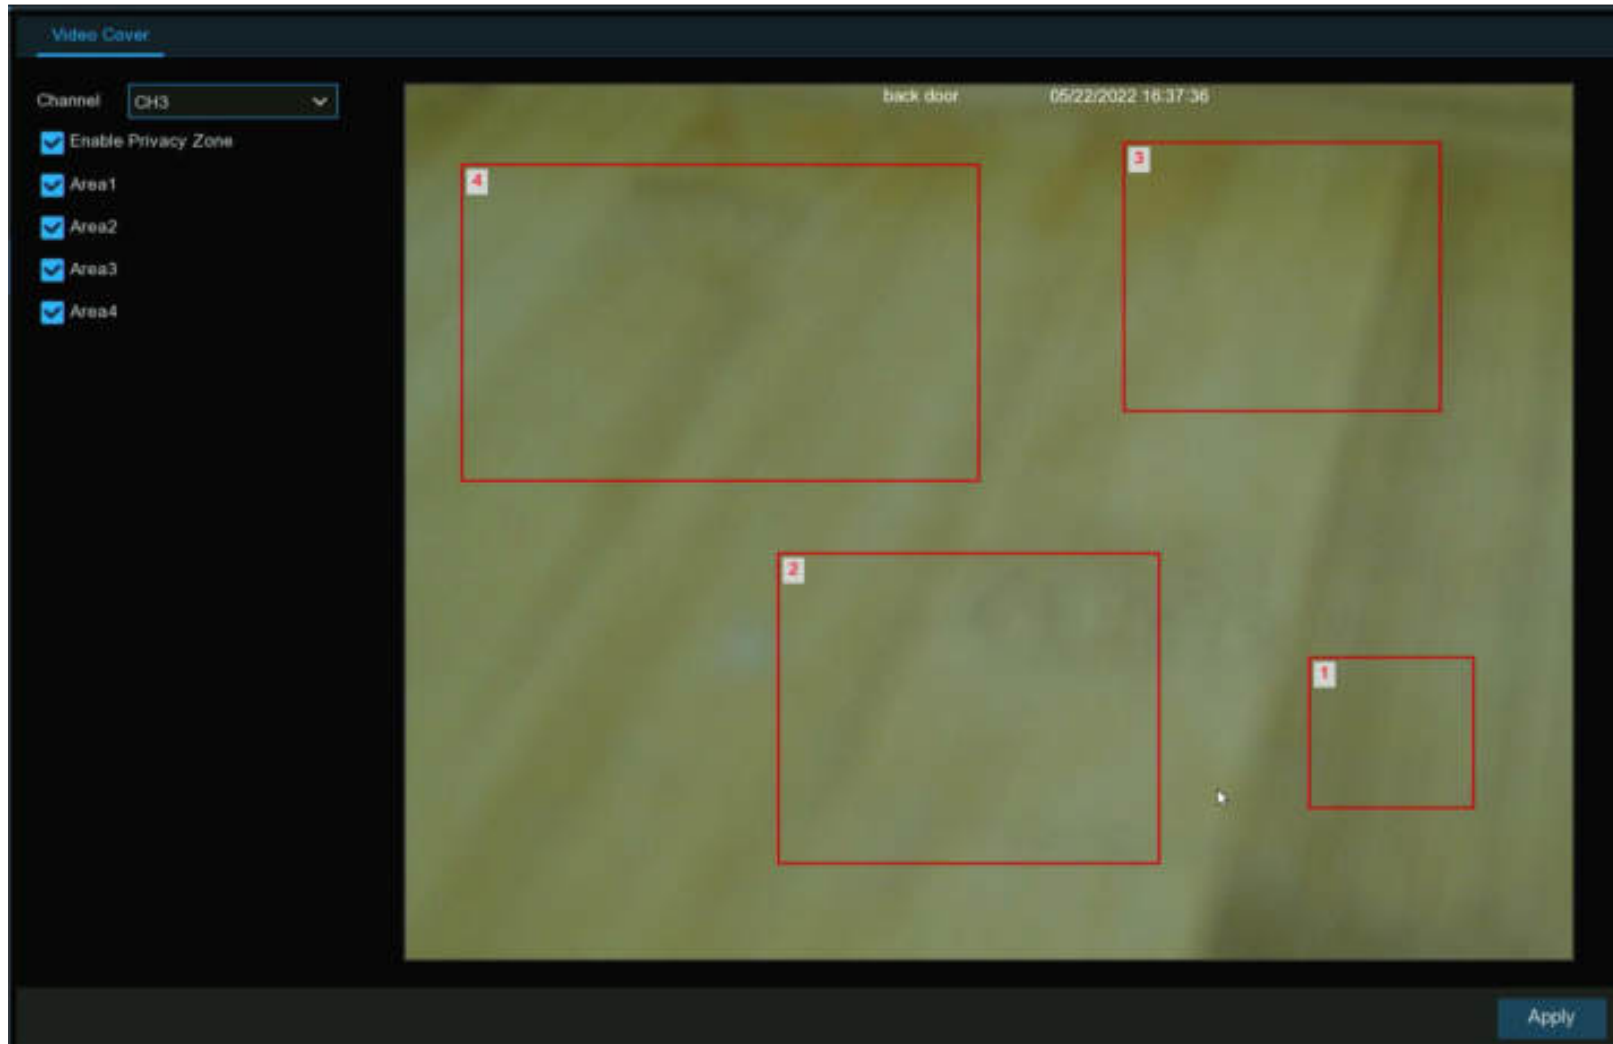 Video Cover
Channel CH3
back door 05/22/2022 16:37:36
Enable Privacy Zone
3
4
Area1
Area2
Area3
Area4
2
1
Apply